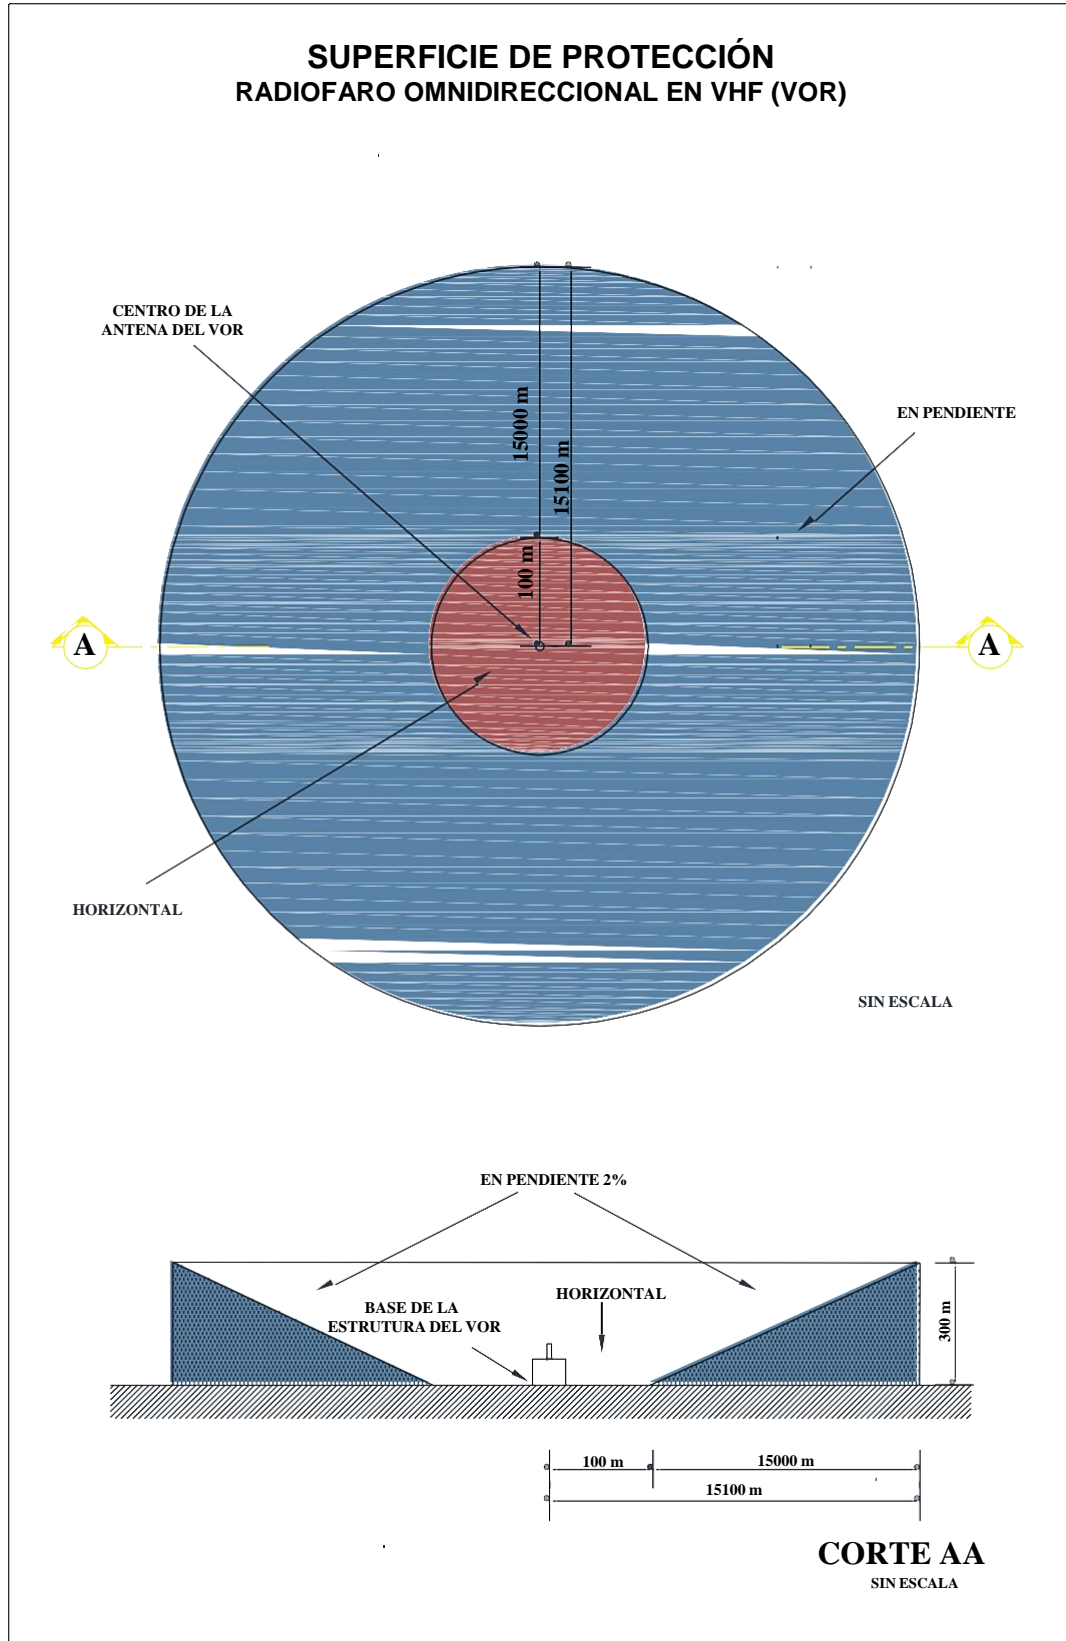 SUPERFICIE DE PROTECCIÓN
RADIOFARO OMNIDIRECCIONAL EN VHF (VOR)
CENTRO DE LA
ANTENA DEL VOR
15000 m
15100 m
EN PENDIENTE
100 m
A
A
HORIZONTAL
SIN ESCALA
EN PENDIENTE 2%
BASE DE LA
ESTRUTURA DEL VOR
HORIZONTAL
300 m
100 m
15000 m
15100 m
CORTE AA
SIN ESCALA